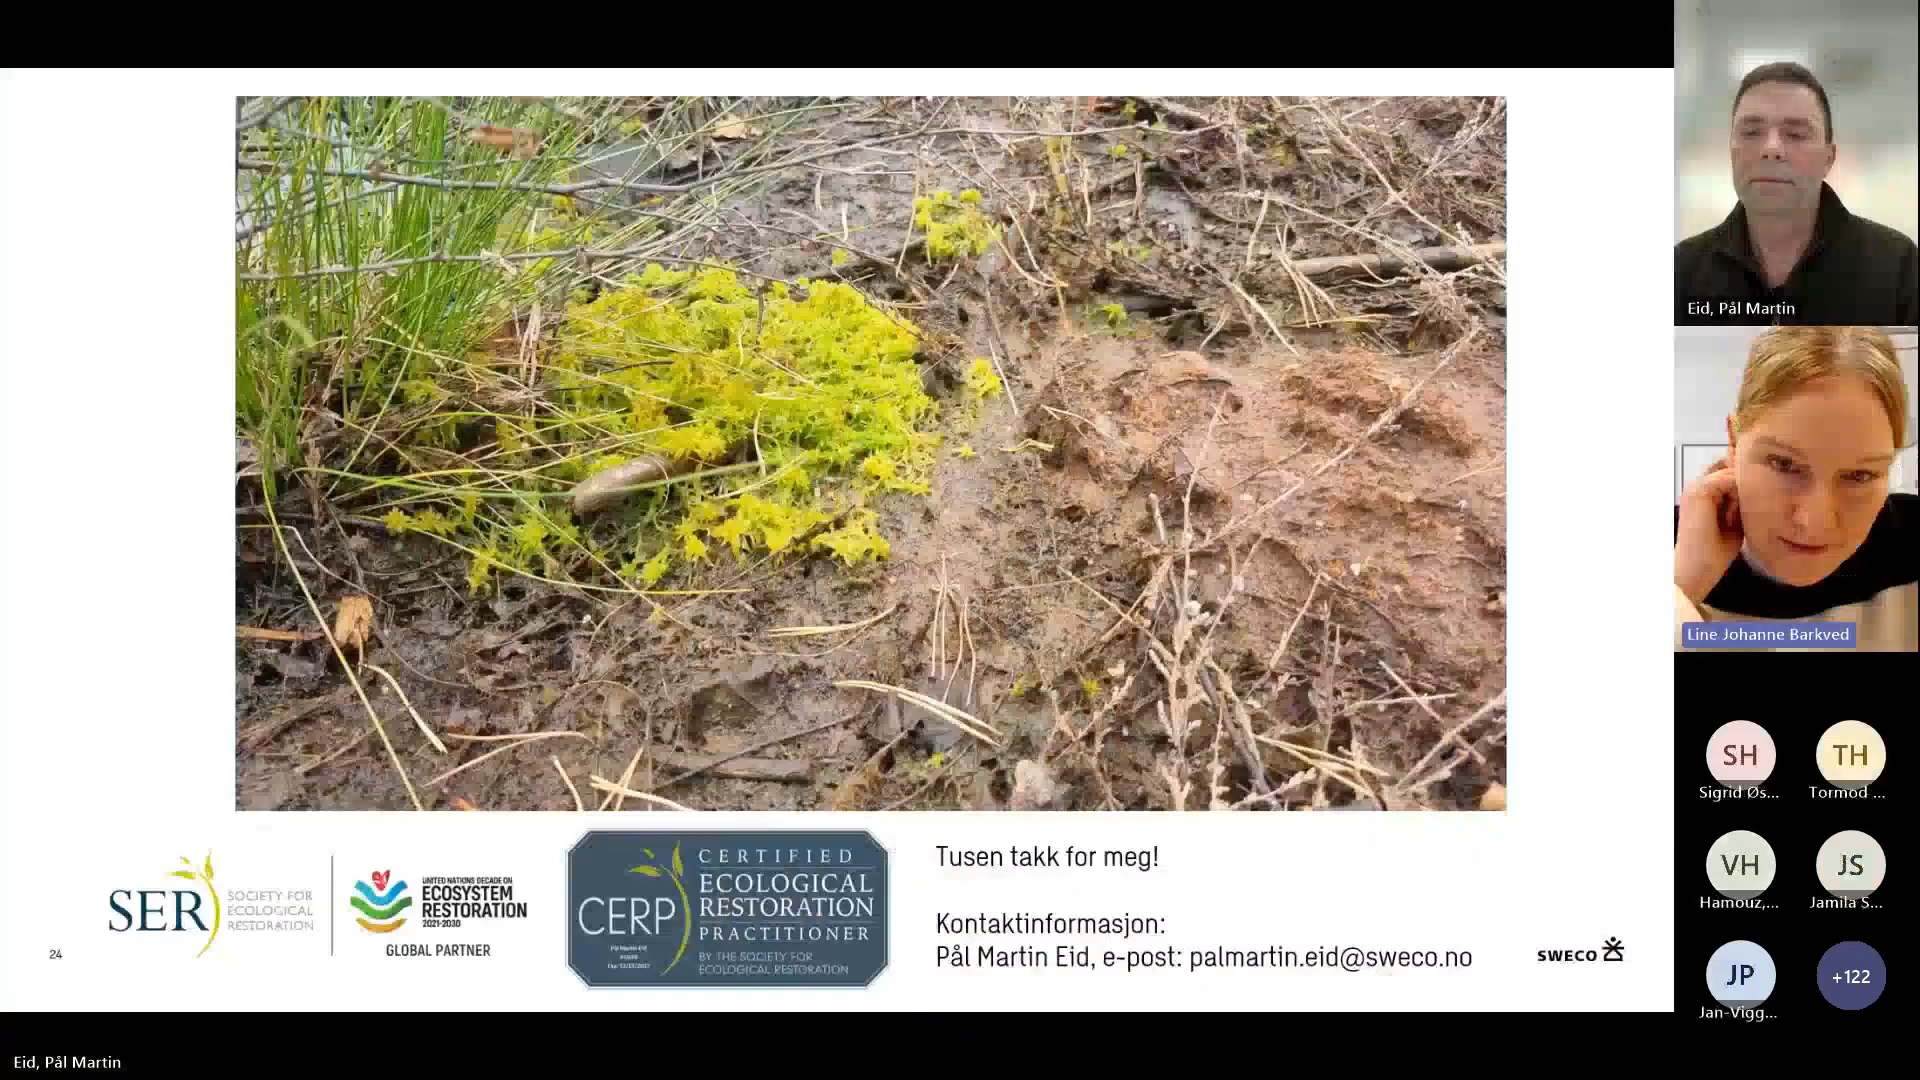 SER
SOCIETY FOR
ECOLOGICAL
RESTORATION
UNITED NATIONS DECADE ON
ECOSYSTEM
RESTORATION
2021-2030
GLOBAL PARTNER
CERP
Pål Martin Eid
CERTIFIED
ECOLOGICAL
RESTORATION
PRACTITIONER
BY THE SOCIETY FOR
ECOLOGICAL RESTORATION
Tusen takk for meg!
Kontaktinformasjon:
Pål Martin Eid, e-post: palmartin.eid@sweco.no
SWECO
24
Eid, Pål Martin
Eid, Pål Martin
Line Johanne Barkved
SH
Sigrid Øs...
TH
Tormod ...
VH
Hamouz,...
JS
Jamila S...
JP
Jan-Vigg...
+122